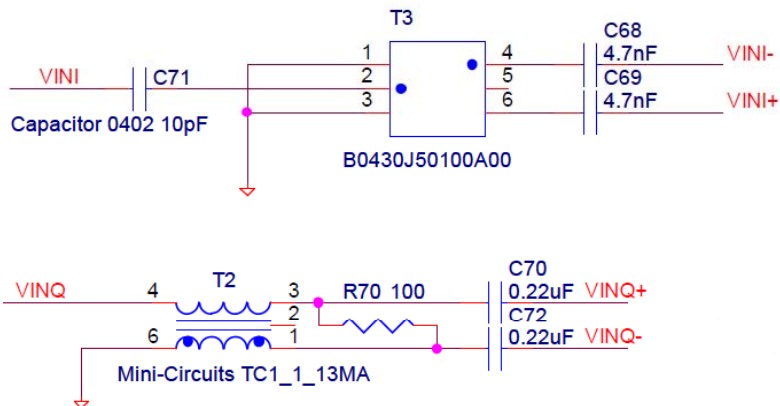 T3
C68
1 4 4.7nF VINI-
VINI C71 2 5 C69
3 6 4.7nF VINI+
Capacitor 0402 10pF
B0430J50100A00
C70
VINQ 4 T2 3 R70 100 0.22uF VINQ+
2 C72
6 1 0.22uF VINQ-
Mini-Circuits TC1_1_13MA